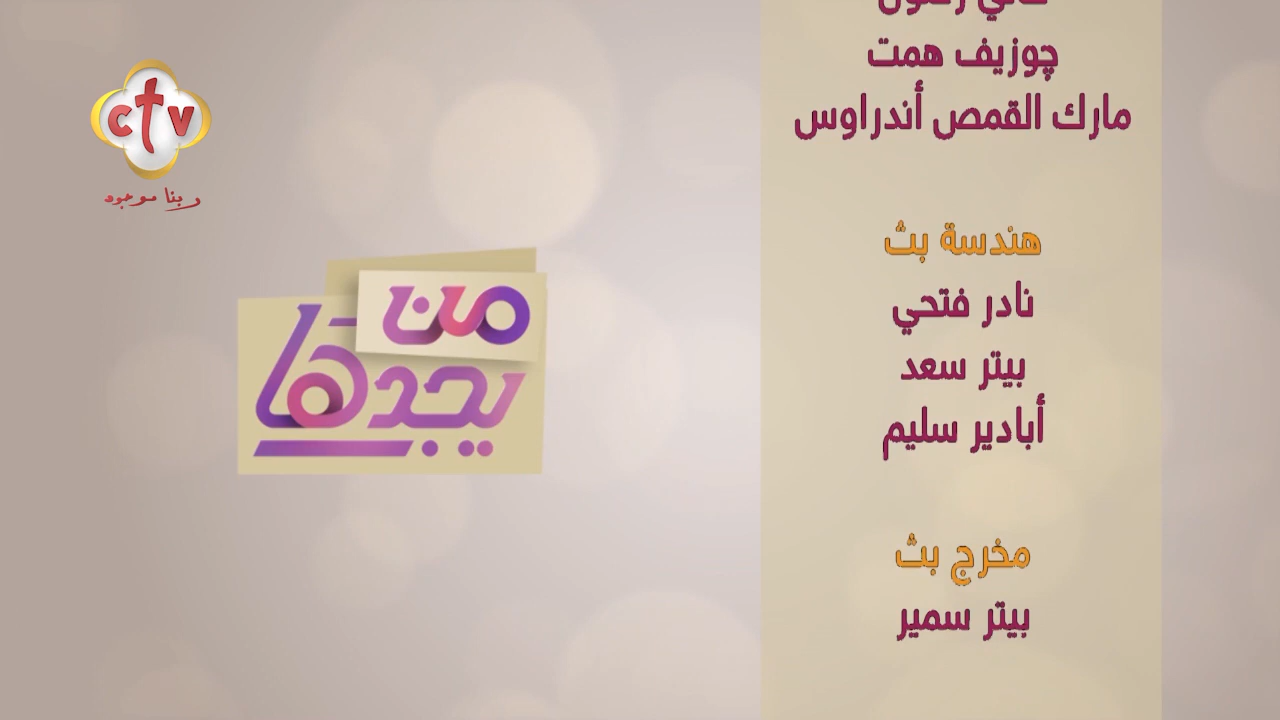 چوزيف همت
مارك القمص أندراوس
هندسة بث
نادر فتحي
بيتر سعد
أبادير سليم
مخرج بث
بيتر سمير
ctv
ربنا موجود
من
يجدها